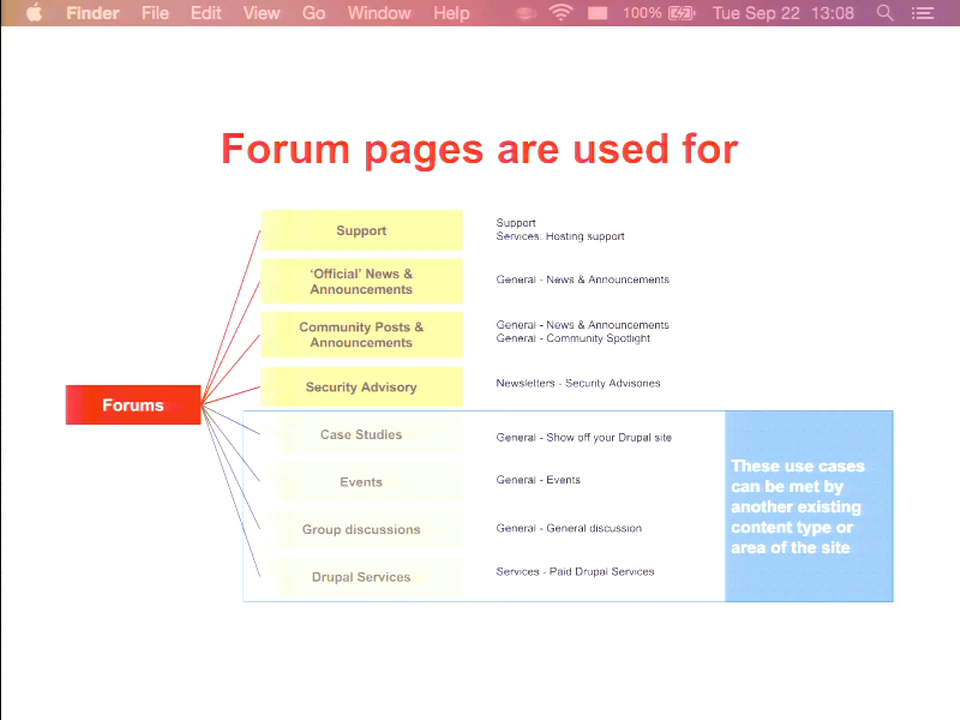 Finder File Edit View Go Window Help 100% Tue Sep 22 13:08
Forum pages are used for
Support
Support
Services: Hosting support
‘Official’ News &
Announcements
General - News & Announcements
Community Posts &
Announcements
General - News & Announcements
General - Community Spotlight
Security Advisory
Newsletters - Security Advisories
Forums
Case Studies
General - Show off your Drupal site
Events
General - Events
Group discussions
General - General discussion
Drupal Services
Services - Paid Drupal Services
These use cases
can be met by
another existing
content type or
area of the site